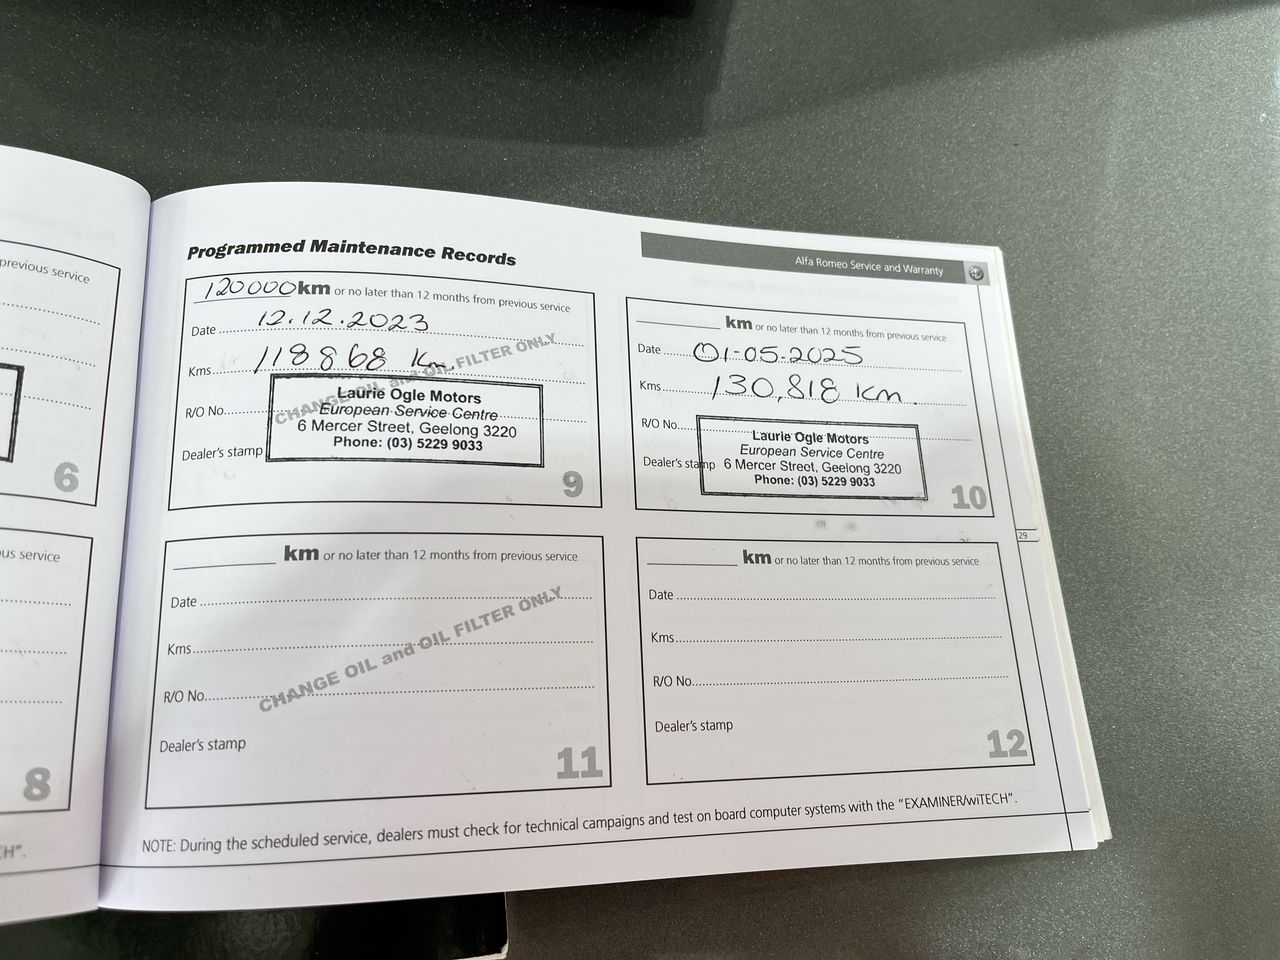 previous service
6
us service
8
CH".
Programmed Maintenance Records
Alfa Romeo Service and Warranty
120000 km or no later than 12 months from previous service
Date 12.12.2023
Kms 118868 Km.
R/O No.
Dealer's stamp
CHANGE OIL and OIL FILTER ONLY
Laurie Ogle Motors
European Service Centre
6 Mercer Street, Geelong 3220
Phone: (03) 5229 9033
9
km or no later than 12 months from previous service
Date 01-05-2025
Kms 130,818 Km.
R/O No.
Dealer's stamp
Laurie Ogle Motors
European Service Centre
6 Mercer Street, Geelong 3220
Phone: (03) 5229 9033
10
29
km or no later than 12 months from previous service
Date
Kms
R/O No.
Dealer's stamp
CHANGE OIL and OIL FILTER ONLY
11
km or no later than 12 months from previous service
Date
Kms
R/O No.
Dealer's stamp
12
NOTE: During the scheduled service, dealers must check for technical campaigns and test on board computer systems with the "EXAMINER/wiTECH".